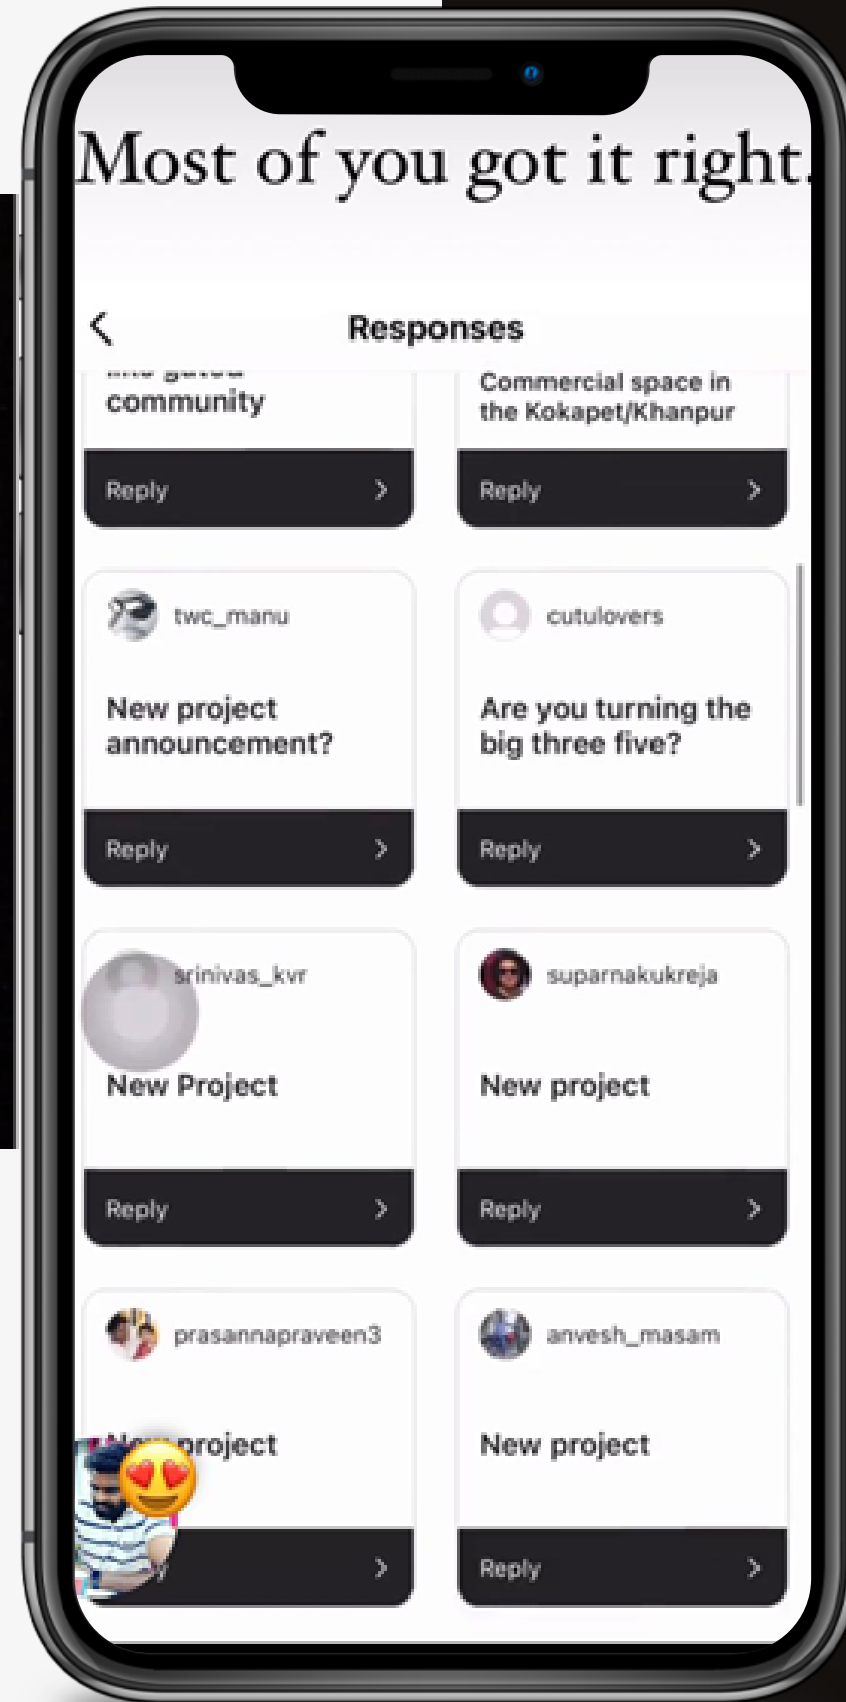 Most of you got it right.
Responses
community
Commercial space in
the Kokapet/Khanpur
Reply
Reply
twc_manu
cutulovers
New project
announcement?
Are you turning the
big three five?
Reply
Reply
srinivas_kvr
suparnakukreja
New Project
New project
Reply
Reply
prasannapraveen3
anvesh_masam
New project
New project
Reply